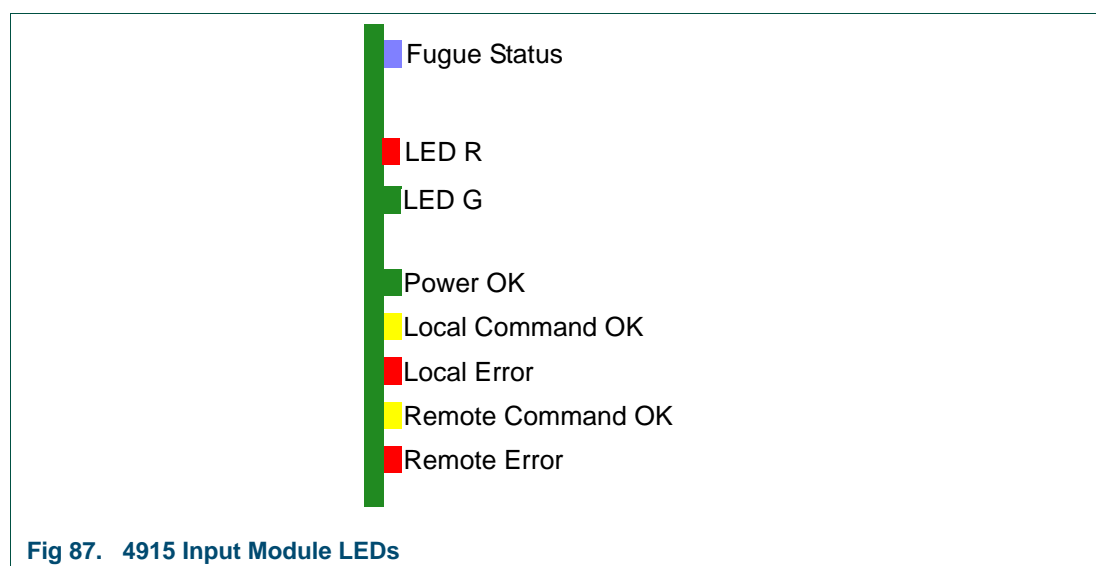 Fugue Status
LED R
LED G
Power OK
Local Command OK
Local Error
Remote Command OK
Remote Error
Fig 87. 4915 Input Module LEDs